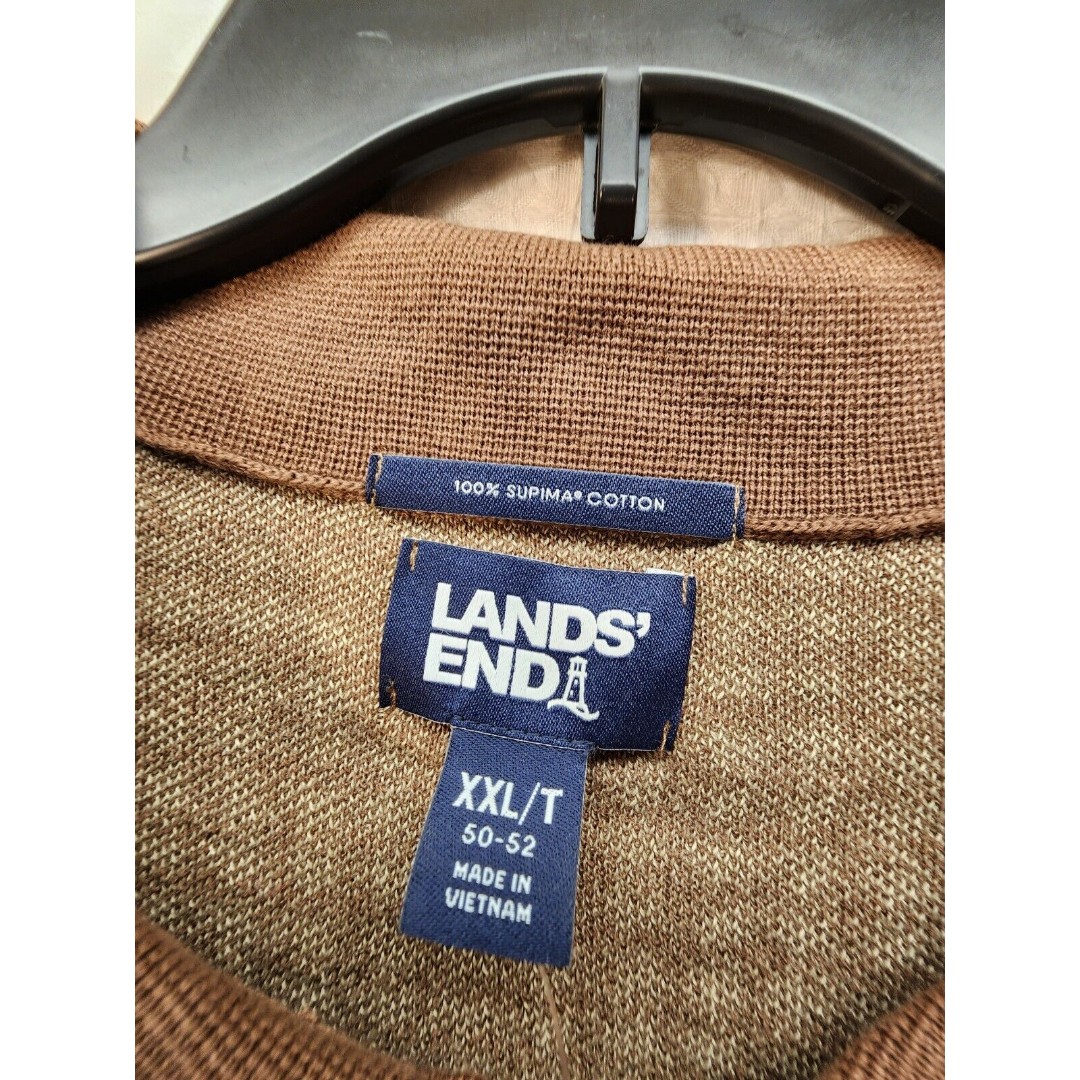 100% SUPIMA® COTTON
LANDS'
END
XXL/T
50-52
MADE IN
VIETNAM